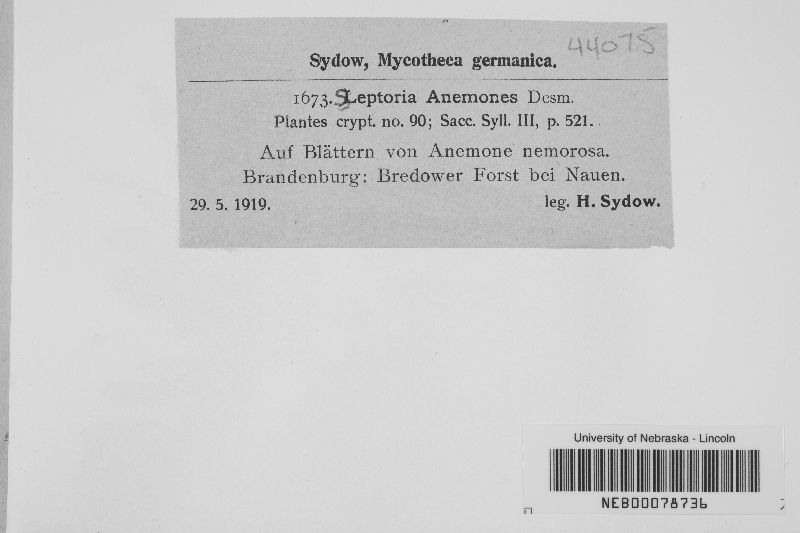 44075
Sydow, Mycotheca germanica.
1673. Septoria Anemones Desm.
Plantes crypt. no. 90; Sacc. Syll. III, p. 521.
Auf Blättern von Anemone nemorosa.
Brandenburg: Bredower Forst bei Nauen.
29. 5. 1919. leg. H. Sydow.
University of Nebraska - Lincoln
NEB00078736